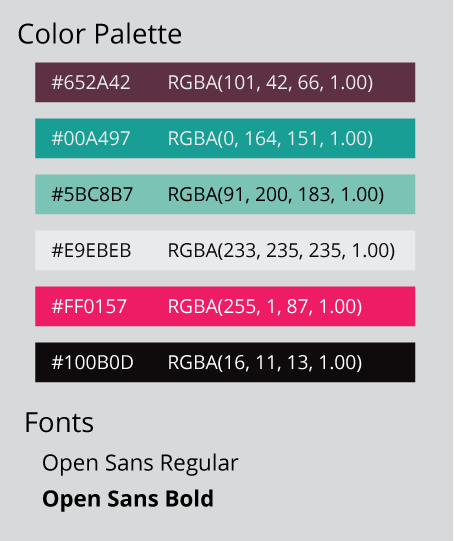 Color Palette
#652A42 RGBA(101, 42, 66, 1.00)
#00A497 RGBA(0, 164, 151, 1.00)
#5BC8B7 RGBA(91, 200, 183, 1.00)
#E9EBEB RGBA(233, 235, 235, 1.00)
#FF0157 RGBA(255, 1, 87, 1.00)
#100B0D RGBA(16, 11, 13, 1.00)
Fonts
Open Sans Regular
Open Sans Bold